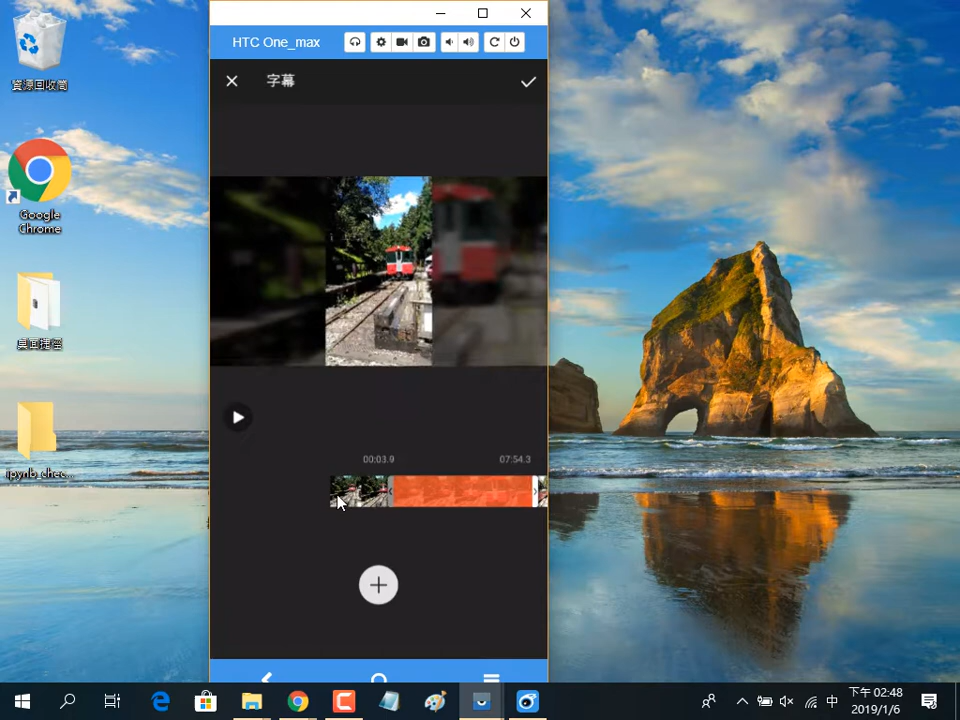 HTC One_max
字幕
資源回收筒
Google
Chrome
桌面捷徑
ipynb_chec...
00:03.9
07:54.3
中
下午 02:48
2019/1/6